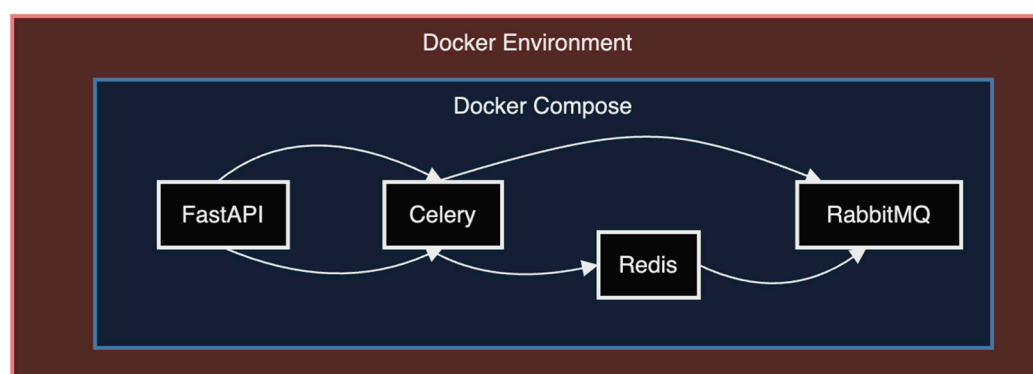 Docker Environment
Docker Compose
FastAPI
Celery
Redis
RabbitMQ